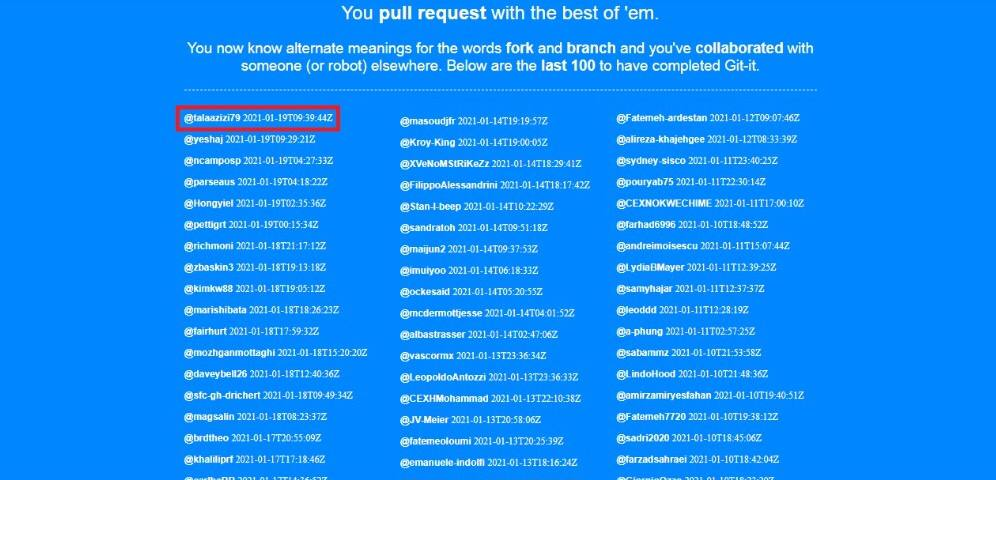 You pull request with the best of 'em.
You now know alternate meanings for the words fork and branch and you've collaborated with
someone (or robot) elsewhere. Below are the last 100 to have completed Git-it.
@talaazizi79 2021-01-19T09:39:44Z
@yeshaj 2021-01-19T09:29:21Z
@ncamposp 2021-01-19T04:27:33Z
@parseaus 2021-01-19T04:18:22Z
@Hongyiel 2021-01-19T02:35:36Z
@pettigrt 2021-01-19T00:15:34Z
@richmoni 2021-01-18T21:17:12Z
@zbaskin3 2021-01-18T19:13:18Z
@kimkw88 2021-01-18T19:05:12Z
@marishibata 2021-01-18T18:26:23Z
@fairhurt 2021-01-18T17:59:32Z
@mozhganmottaghi 2021-01-18T15:20:20Z
@daveybell26 2021-01-18T12:40:36Z
@sfc-gh-drichert 2021-01-18T09:49:34Z
@magsalin 2021-01-18T08:23:37Z
@brdtheo 2021-01-17T20:55:09Z
@khaliliprf 2021-01-17T17:18:46Z
@masoudjfr 2021-01-14T19:19:57Z
@Kroy-King 2021-01-14T19:00:05Z
@XVeNoMStRiKeZz 2021-01-14T18:29:41Z
@FilippoAlessandrini 2021-01-14T18:17:42Z
@Stan-l-beep 2021-01-14T10:22:29Z
@sandratoh 2021-01-14T09:51:18Z
@maijun2 2021-01-14T09:37:53Z
@imuiyoo 2021-01-14T06:18:33Z
@ockesaid 2021-01-14T05:20:55Z
@mcdermottjesse 2021-01-14T04:01:52Z
@albastrasser 2021-01-14T02:47:06Z
@vascormx 2021-01-13T23:36:34Z
@LeopoldoAntozzi 2021-01-13T23:36:33Z
@CEXHMohammad 2021-01-13T22:10:38Z
@JV-Meier 2021-01-13T20:58:06Z
@fatemeoloumi 2021-01-13T20:25:39Z
@emanuele-indolfi 2021-01-13T18:16:24Z
@Fatemeh-ardestan 2021-01-12T09:07:46Z
@alireza-khajehgee 2021-01-12T08:33:39Z
@sydney-sisco 2021-01-11T23:40:25Z
@pouryab75 2021-01-11T22:30:14Z
@CEXNOKWECHIME 2021-01-11T17:00:10Z
@farhad6996 2021-01-10T18:48:52Z
@andreimoisescu 2021-01-11T15:07:44Z
@LydiaBMayer 2021-01-11T12:39:25Z
@samyhajar 2021-01-11T12:37:37Z
@leoddd 2021-01-11T12:28:19Z
@a-phung 2021-01-11T02:57:25Z
@sabammz 2021-01-10T21:53:58Z
@LindoHood 2021-01-10T21:48:36Z
@amirzamiryesfahan 2021-01-10T19:40:51Z
@Fatemeh7720 2021-01-10T19:38:12Z
@sadri2020 2021-01-10T18:45:06Z
@farzadsahraei 2021-01-10T18:42:04Z